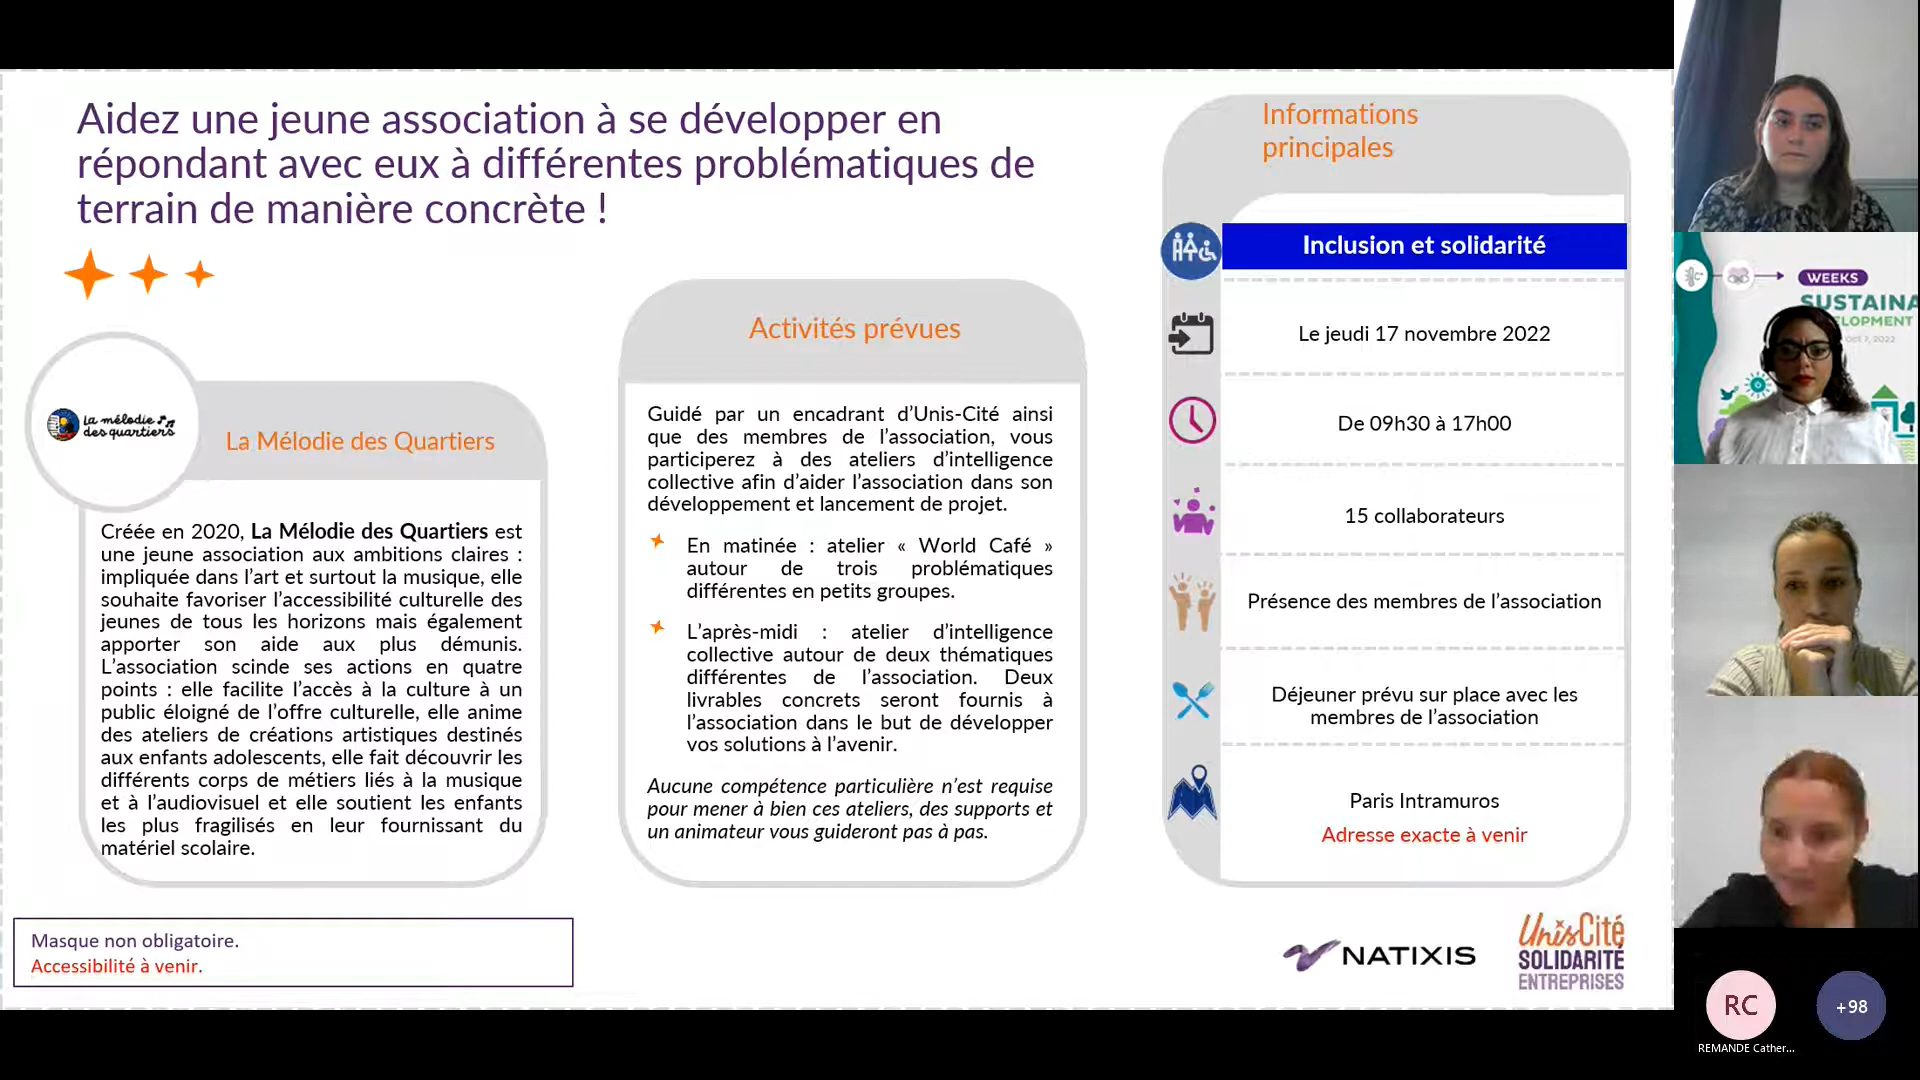 Aidez une jeune association à se développer en
répondant avec eux à différentes problématiques de
terrain de manière concrète !
La mélodie
des quartiers
La Mélodie des Quartiers
Créée en 2020, La Mélodie des Quartiers est
une jeune association aux ambitions claires :
impliquée dans l’art et surtout la musique, elle
souhaite favoriser l’accessibilité culturelle des
jeunes de tous les horizons mais également
apporter son aide aux plus démunis.
L’association scinde ses actions en quatre
points : elle facilite l’accès à la culture à un
public éloigné de l’offre culturelle, elle anime
des ateliers de créations artistiques destinés
aux enfants adolescents, elle fait découvrir les
différents corps de métiers liés à la musique
et à l’audiovisuel et elle soutient les enfants
les plus fragilisés en leur fournissant du
matériel scolaire.
Activités prévues
Guidé par un encadrant d’Unis-Cité ainsi
que des membres de l’association, vous
participerez à des ateliers d’intelligence
collective afin d’aider l’association dans son
développement et lancement de projet.
En matinée : atelier « World Café »
autour de trois problématiques
différentes en petits groupes.
L’après-midi : atelier d’intelligence
collective autour de deux thématiques
différentes de l’association. Deux
livrables concrets seront fournis à
l’association dans le but de développer
vos solutions à l’avenir.
Aucune compétence particulière n’est requise
pour mener à bien ces ateliers, des supports et
un animateur vous guideront pas à pas.
Informations
principales
Inclusion et solidarité
Le jeudi 17 novembre 2022
De 09h30 à 17h00
15 collaborateurs
Présence des membres de l’association
Déjeuner prévu sur place avec les
membres de l’association
Paris Intramuros
Adresse exacte à venir
Masque non obligatoire.
Accessibilité à venir.
NATIXIS
UnisCité
SOLIDARITÉ
ENTREPRISES
WEEKS
SUSTAINA
ELOPMENT
7, 2022
RC
+98
REMANDE Cather...